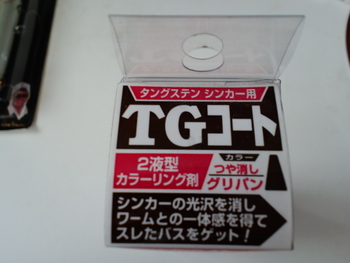 タングステン シンカー用
TGコート
2液型
カラーリング剤
カラー
つや消し
グリパン
シンカーの光沢を消し
ワームとの一体感を得て
スレたバスをゲット!